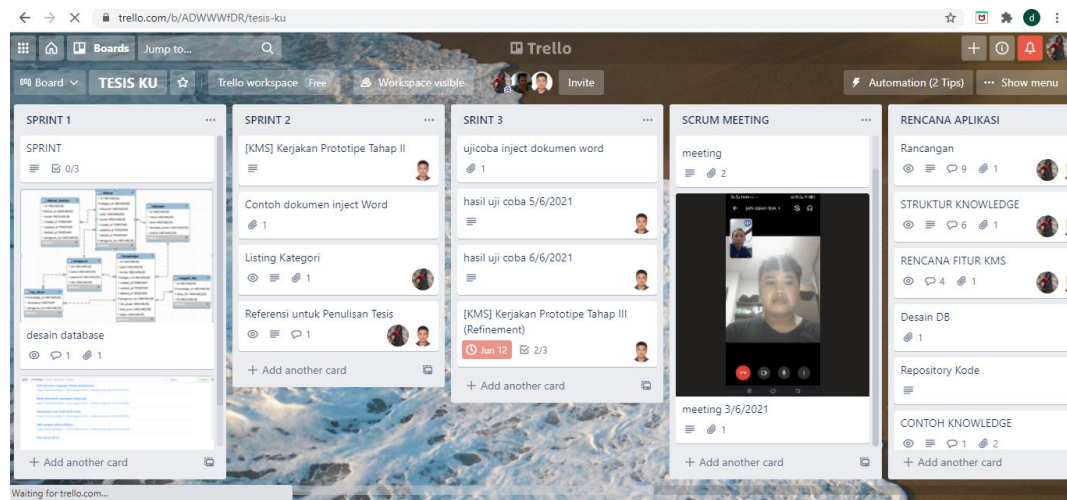 trello.com/b/ADWWWfDR/tesis-ku
Boards
Jump to...
Trello
Board
TESIS KU
Trello workspace Free
Workspace visible
Invite
Automation (2 Tips)
Show menu
SPRINT 1
SPRINT
0/3
desain database
1 1
+ Add another card
SPRINT 2
[KMS] Kerjakan Prototipe Tahap II
Contoh dokumen inject Word
1
Listing Kategori
1
Referensi untuk Penulisan Tesis
1
+ Add another card
SRINT 3
ujicoba inject dokumen word
1
hasil uji coba 5/6/2021
hasil uji coba 6/6/2021
[KMS] Kerjakan Prototipe Tahap III
(Refinement)
Jun 12 2/3
+ Add another card
SCRUM MEETING
meeting
2
meeting 3/6/2021
1
+ Add another card
RENCANA APLIKASI
Rancangan
9 1
STRUKTUR KNOWLEDGE
6 1
RENCANA FITUR KMS
4 1
Desain DB
1
Repository Kode
CONTOH KNOWLEDGE
1 2
+ Add another card
Waiting for trello.com...